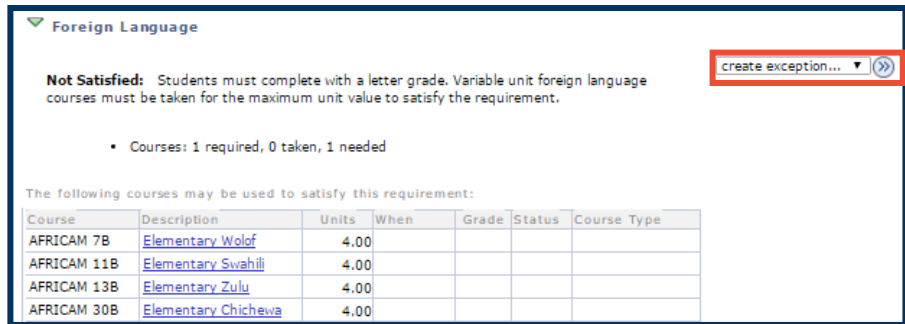 Foreign Language
create exception...
Not Satisfied: Students must complete with a letter grade. Variable unit foreign language
courses must be taken for the maximum unit value to satisfy the requirement.
• Courses: 1 required, 0 taken, 1 needed
The following courses may be used to satisfy this requirement:
Course Description Units When Grade Status Course Type
AFRICAM 7B Elementary Wolof 4.00
AFRICAM 11B Elementary Swahili 4.00
AFRICAM 13B Elementary Zulu 4.00
AFRICAM 30B Elementary Chichewa 4.00